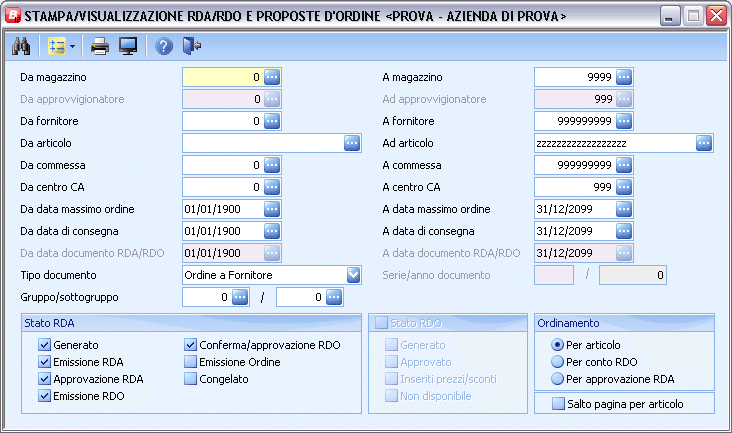 STAMPA/VISUALIZZAZIONE RDA/RDO E PROPOSTE D'ORDINE <PROVA - AZIENDA DI PROVA>
Da magazzino 0 A magazzino 9999
Da approvvigionatore 0 Ad approvvigionatore 999
Da fornitore 0 A fornitore 999999999
Da articolo Ad articolo zzzzzzzzzzzzzzzzzz
Da commessa 0 A commessa 999999999
Da centro CA 0 A centro CA 999
Da data massimo ordine 01/01/1900 A data massimo ordine 31/12/2099
Da data di consegna 01/01/1900 A data di consegna 31/12/2099
Da data documento RDA/RDO 01/01/1900 A data documento RDA/RDO 31/12/2099
Tipo documento Ordine a Fornitore Serie/anno documento / 0
Gruppo/sottogruppo 0 / 0
Stato RDA Stato RDO Ordinamento
Generato Conferma/approvazione RDO Generato Per articolo
Emissione RDA Emissione Ordine Approvato Per conto RDO
Approvazione RDA Congelato Inseriti prezzi/sconti Per approvazione RDA
Emissione RDO Non disponibile Salto pagina per articolo